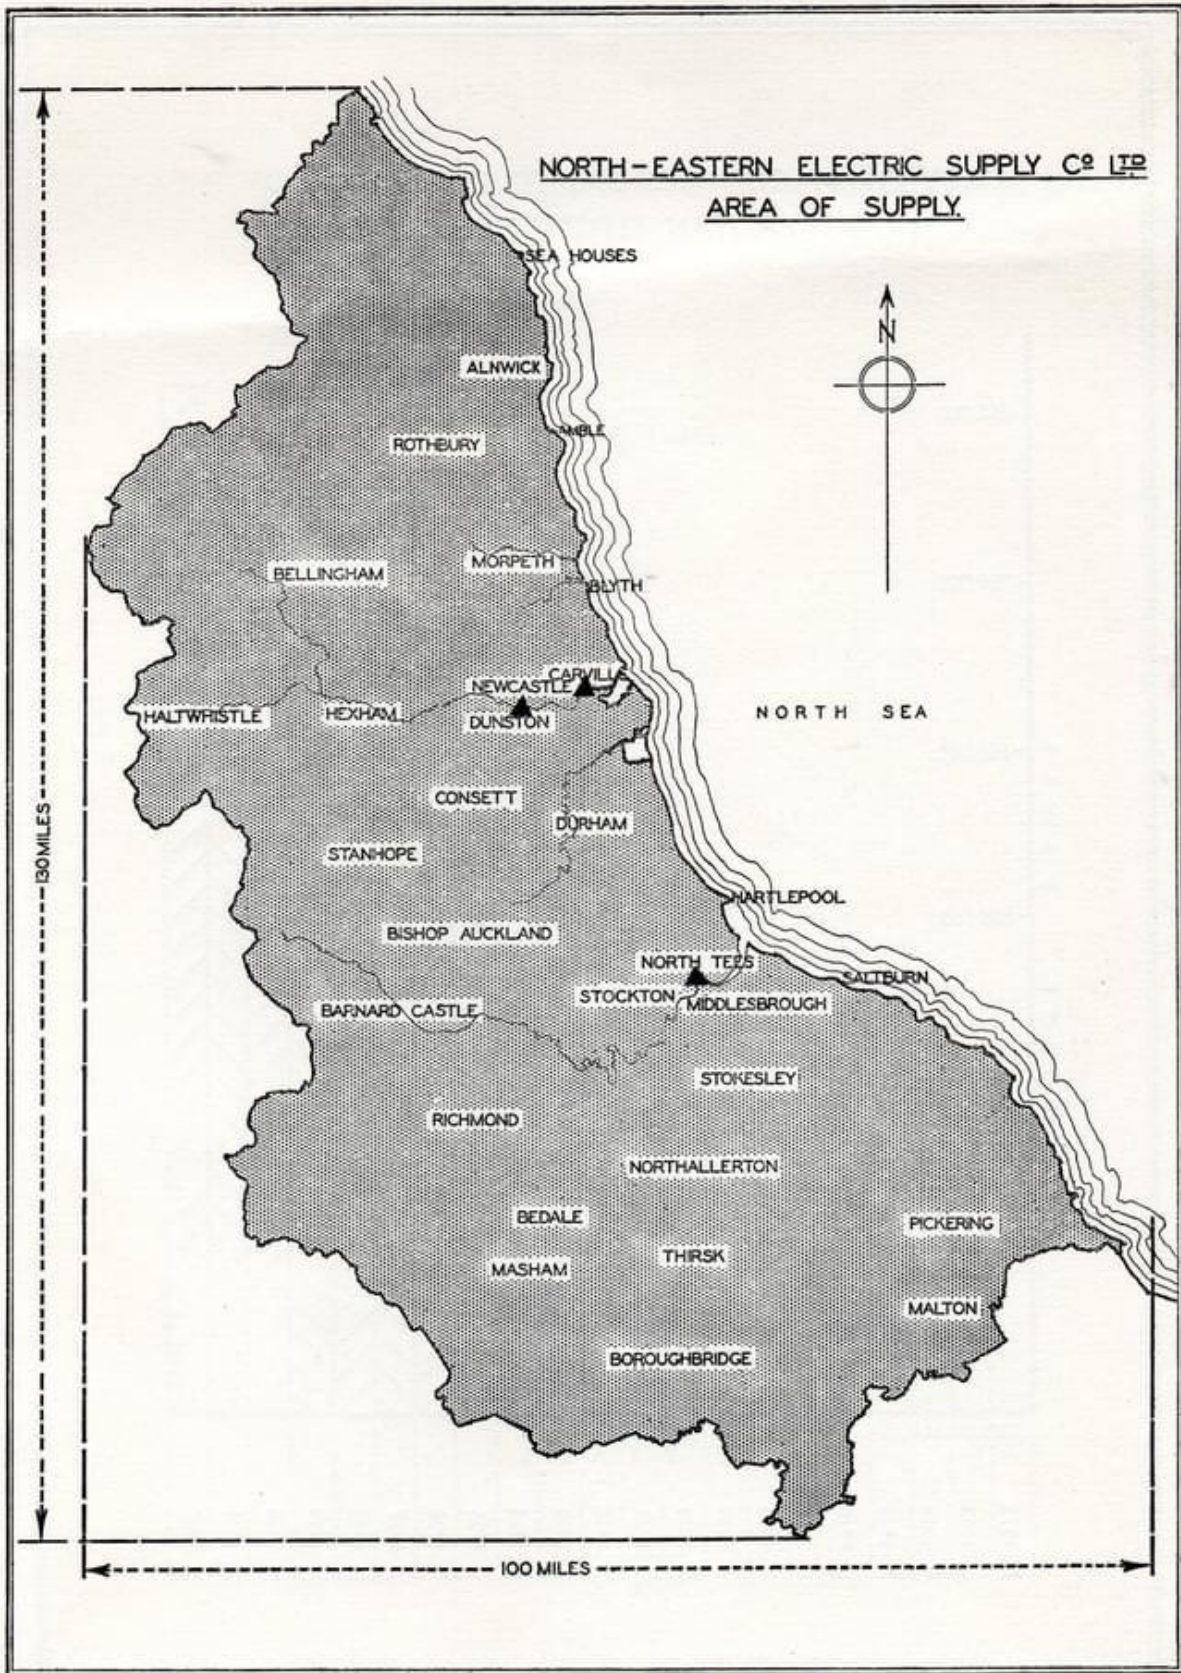 NORTH-EASTERN ELECTRIC SUPPLY Cº LTD
AREA OF SUPPLY.
SEA HOUSES
N
ALNWICK
AMBLE
ROTHBURY
MORPETH
BELLINGHAM
BLYTH
CARVILLE
NEWCASTLE
HALTWRISTLE
HEXHAM
DUNSTON
NORTH SEA
CONSETT
DURHAM
130 MILES
STANHOPE
HARTLEPOOL
BISHOP AUCKLAND
NORTH TEES
SALTBURN
STOCKTON
MIDDLESBROUGH
BARNARD CASTLE
STOKESLEY
RICHMOND
NORTHALLERTON
BEDALE
PICKERING
THIRSK
MASHAM
MALTON
BOROUGHBRIDGE
100 MILES